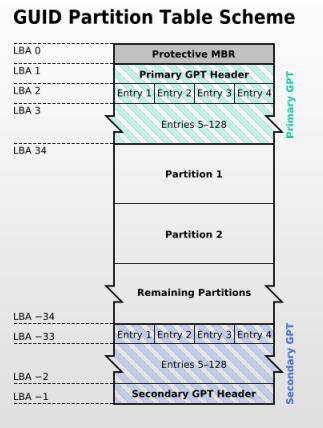 GUID Partition Table Scheme
LBA 0
Protective MBR
LBA 1
Primary GPT Header
LBA 2
Entry 1 Entry 2 Entry 3 Entry 4
LBA 3
Entries 5–128
Primary GPT
LBA 34
Partition 1
Partition 2
Remaining Partitions
LBA −34
LBA −33
Entry 1 Entry 2 Entry 3 Entry 4
Entries 5–128
LBA −2
LBA −1
Secondary GPT Header
Secondary GPT